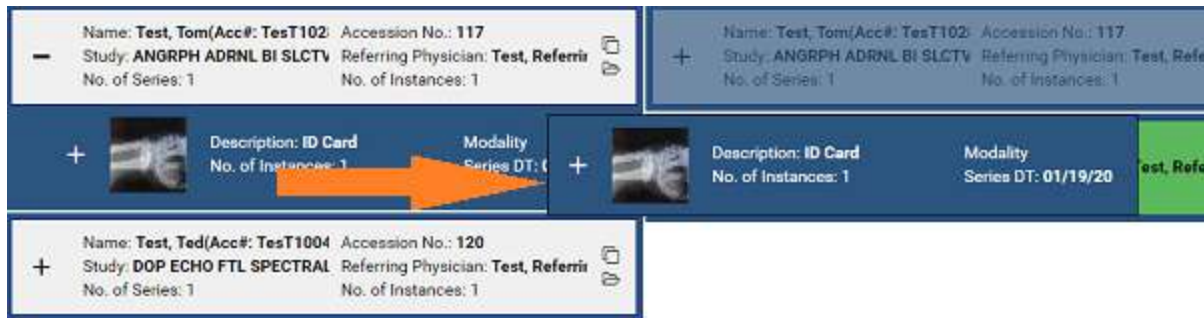 Name: Test, Tom(Acc#: TesT102 Accession No.: 117
Study: ANGRPH ADRNL BI SLCTV Referring Physician: Test, Referrin
No. of Series: 1 No. of Instances: 1
Description: ID Card Modality
No. of Instances: 1 Series DT:
Name: Test, Ted(Acc#: TesT1004 Accession No.: 120
Study: DOP ECHO FTL SPECTRAL Referring Physician: Test, Referrin
No. of Series: 1 No. of Instances: 1
Name: Test, Tom(Acc#: TesT102 Accession No.: 117
Study: ANGRPH ADRNL BI SLCTV Referring Physician: Test, Refe
No. of Series: 1 No. of Instances: 1
Description: ID Card Modality
No. of Instances: 1 Series DT: 01/19/20
est, Refe